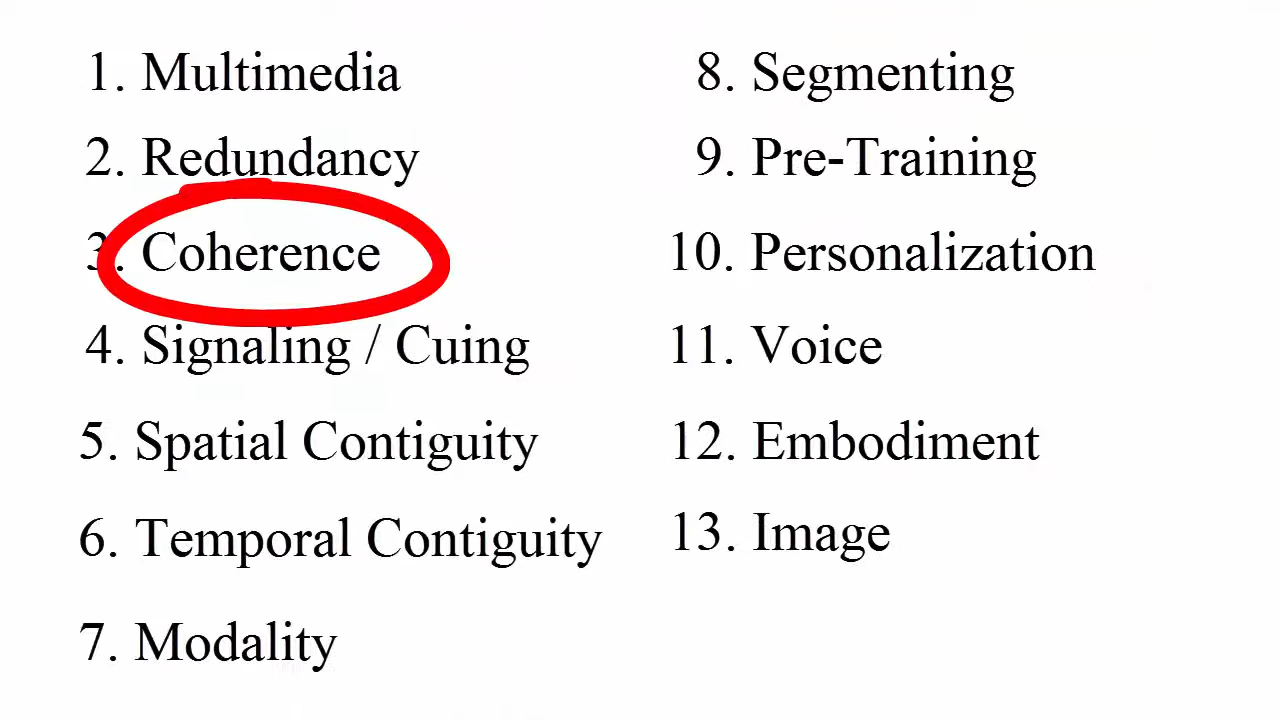 1. Multimedia
2. Redundancy
3. Coherence
4. Signaling / Cuing
5. Spatial Contiguity
6. Temporal Contiguity
7. Modality
8. Segmenting
9. Pre-Training
10. Personalization
11. Voice
12. Embodiment
13. Image